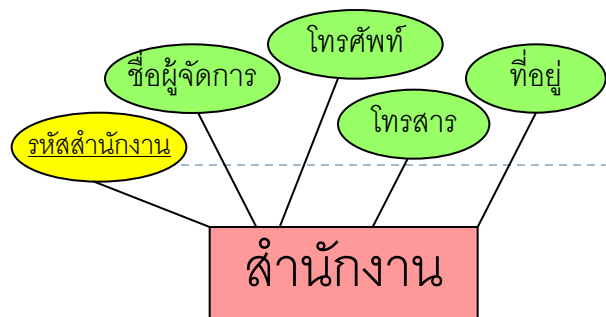 โทรศัพท์
ชื่อผู้จัดการ
ที่อยู่
โทรสาร
รหัสสำนักงาน
สำนักงาน